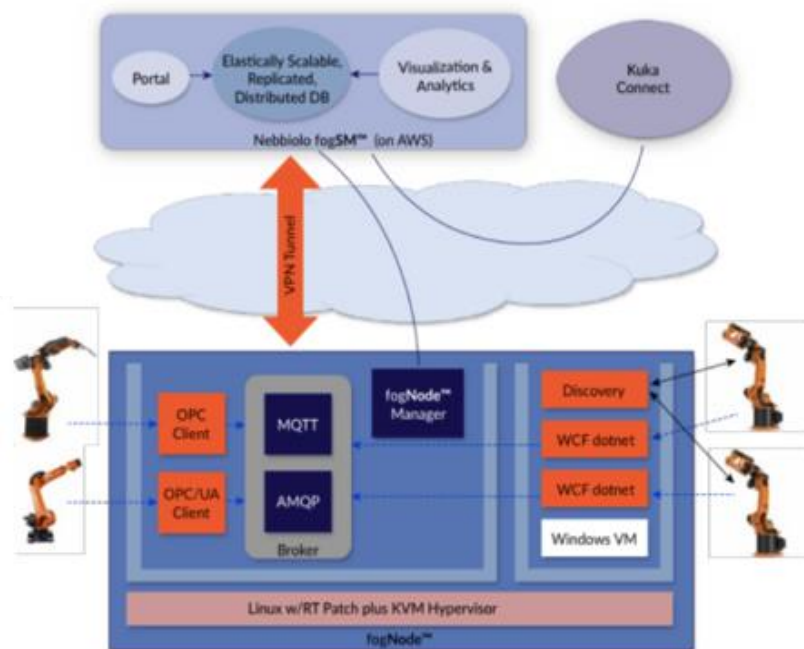 Portal
Elastically Scalable,
Replicated,
Distributed DB
Visualization &
Analytics
Nebbiolo fogSM™ (on AWS)
Kuka
Connect
VPN Tunnel
OPC
Client
OPC/UA
Client
MQTT
AMQP
Broker
fogNode™
Manager
Discovery
WCF dotnet
WCF dotnet
Windows VM
Linux w/RT Patch plus KVM Hypervisor
fogNode™